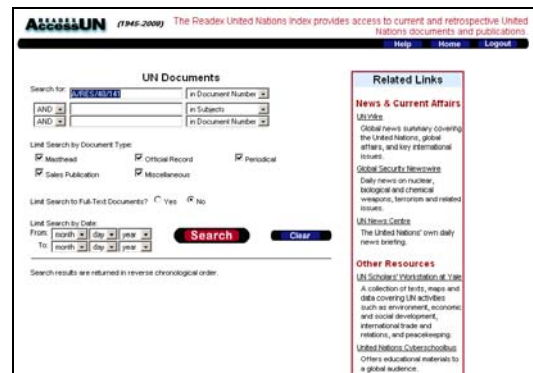 READEX
AccessUN
(1945-2008)
The Readex United Nations Index provides access to current and retrospective United
Nations documents and publications.
Help Home Logout
UN Documents
Search for: A/RES/40/141 in Document Number
AND in Subjects
AND in Document Number
Limit Search by Document Type:
Masthead Official Record Periodical
Sales Publication Miscellaneous
Limit Search to Full-Text Documents? Yes No
Limit Search by Date:
From: month day year
To: month day year
Search Clear
Search results are returned in reverse chronological order.
Related Links
News & Current Affairs
UN Wire
Global news summary covering
the United Nations, global
affairs, and key international
issues.
Global Security Newswire
Daily news on nuclear,
biological and chemical
weapons, terrorism and related
issues.
UN News Centre
The United Nations' own daily
news briefing.
Other Resources
UN Scholars' Workstation at Yale
A collection of texts, maps and
data covering UN activities
such as environment, economic
and social development,
international trade and
relations, and peacekeeping.
United Nations Cyberschoolbus
Offers educational materials to
a global audience.